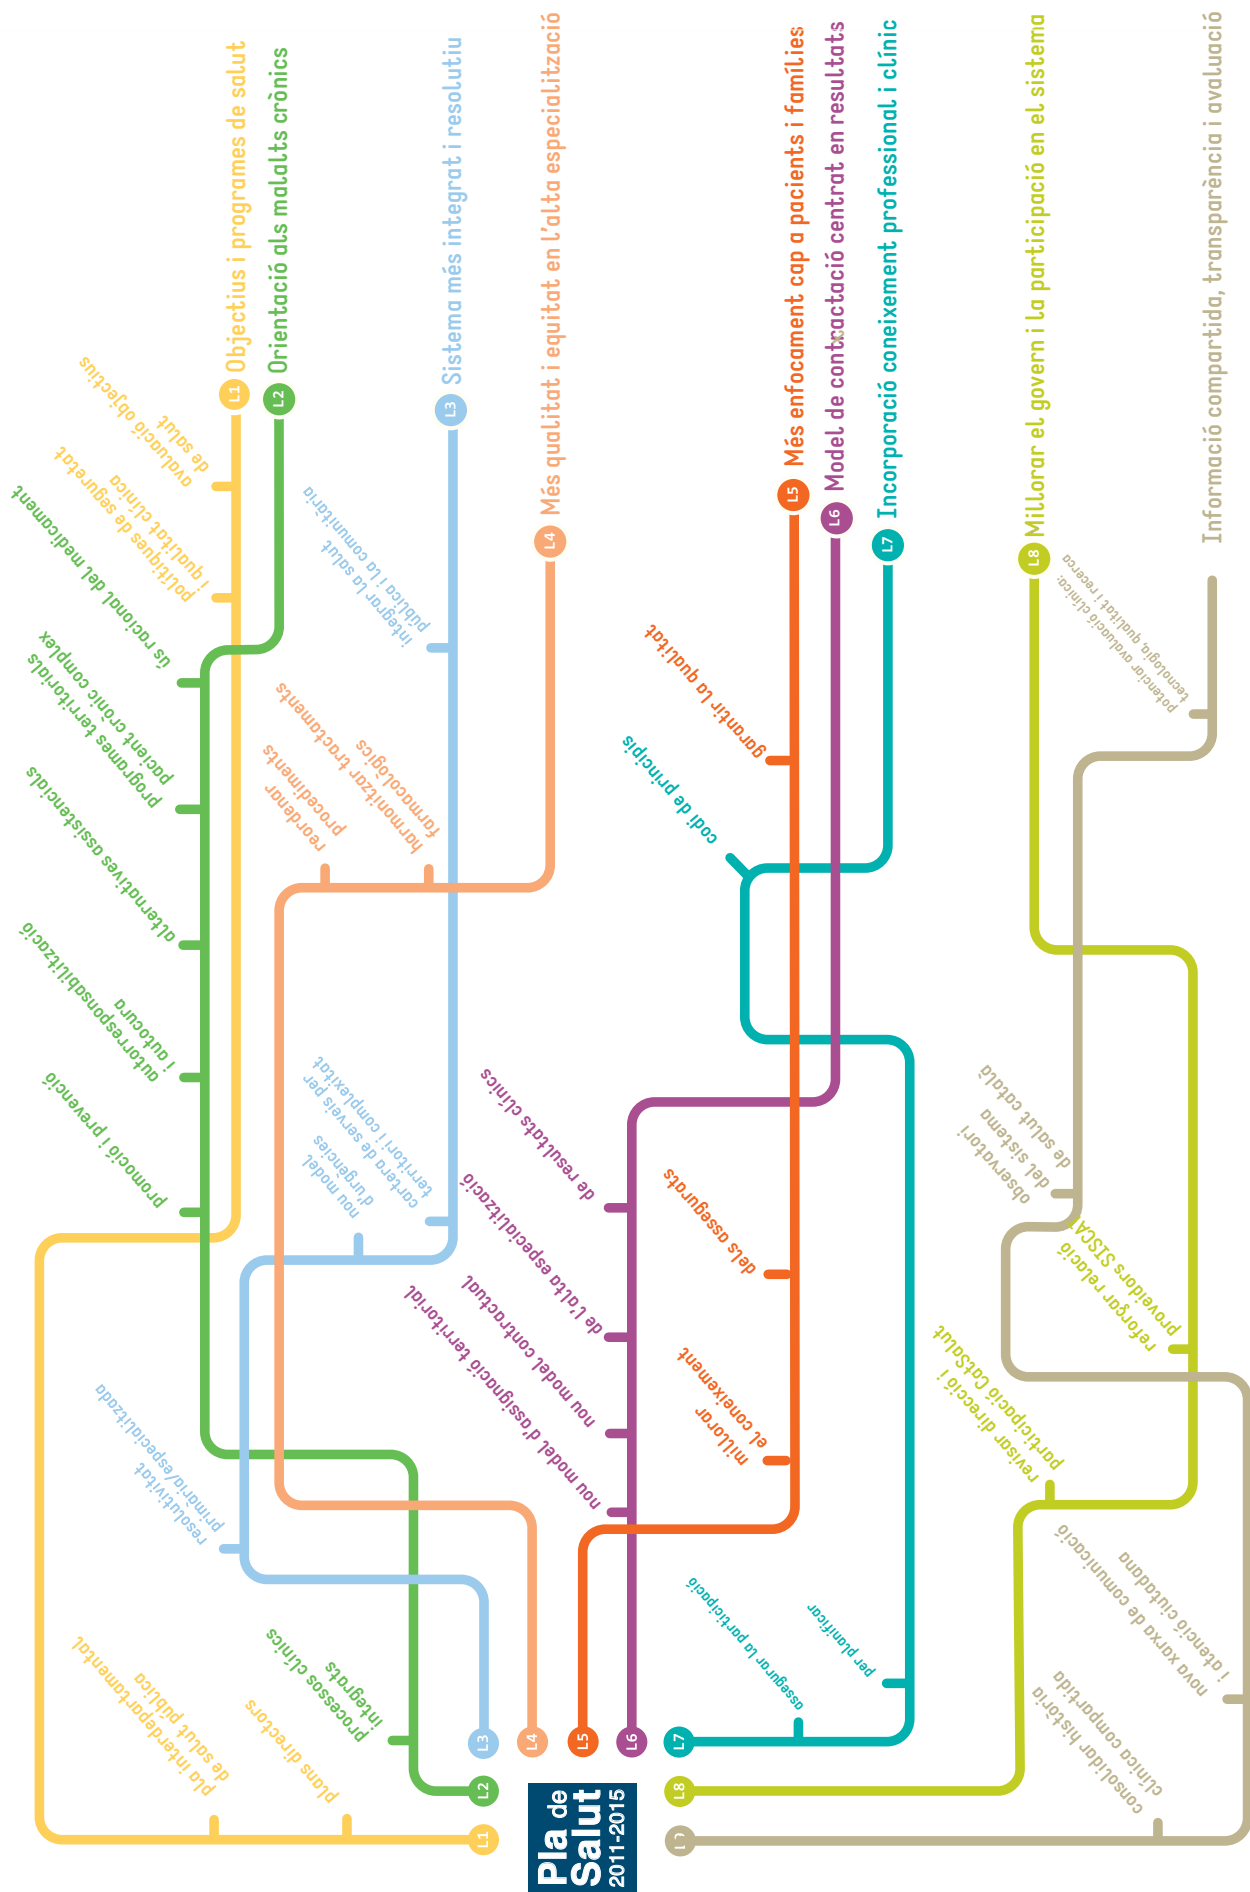 Pla de
Salut
2011-2015
L1
plans directors
pla interdepartamental
de salut pública
polítiques de seguretat
i qualitat clínica
avaluació objectius
de salut
L1 Objectius i programes de salut
L2
processos clínics
integrats
promoció i prevenció
autorresponsabilització
i autocura
alternatives assistencials
programes territorials
pacient crònic complex
ús racional del medicament
L2 Orientació als malalts crònics
L3
resolutivitat
primària/especialitzada
nou model
d'urgències
cartera de serveis per
territori i complexitat
integrar la salut
pública i la comunitària
L3 Sistema més integrat i resolutiu
L4
reordenar
procediments
harmonitzar tractaments
farmacològics
L4 Més qualitat i equitat en l'alta especialització
L5
millorar
el coneixement
dels assegurats
garantir la qualitat
L5 Més enfocament cap a pacients i famílies
L6
nou model d'assignació territorial
nou model contractual
de l'alta especialització
de resultats clínics
L6 Model de contractació centrat en resultats
L7
assegurar la participació
per planificar
codi de principis
L7 Incorporació coneixement professional i clínic
L8
revisar direcció i
participació CatSalut
reforçar relació
proveïdors SISCAT
L8 Millorar el govern i la participació en el sistema
L9
consolidar història
clínica compartida
nova xarxa de comunicació
i atenció ciutadana
observatori
del sistema
de salut català
potenciar avaluació clínica:
tecnologia, qualitat i recerca
Informació compartida, transparència i avaluació